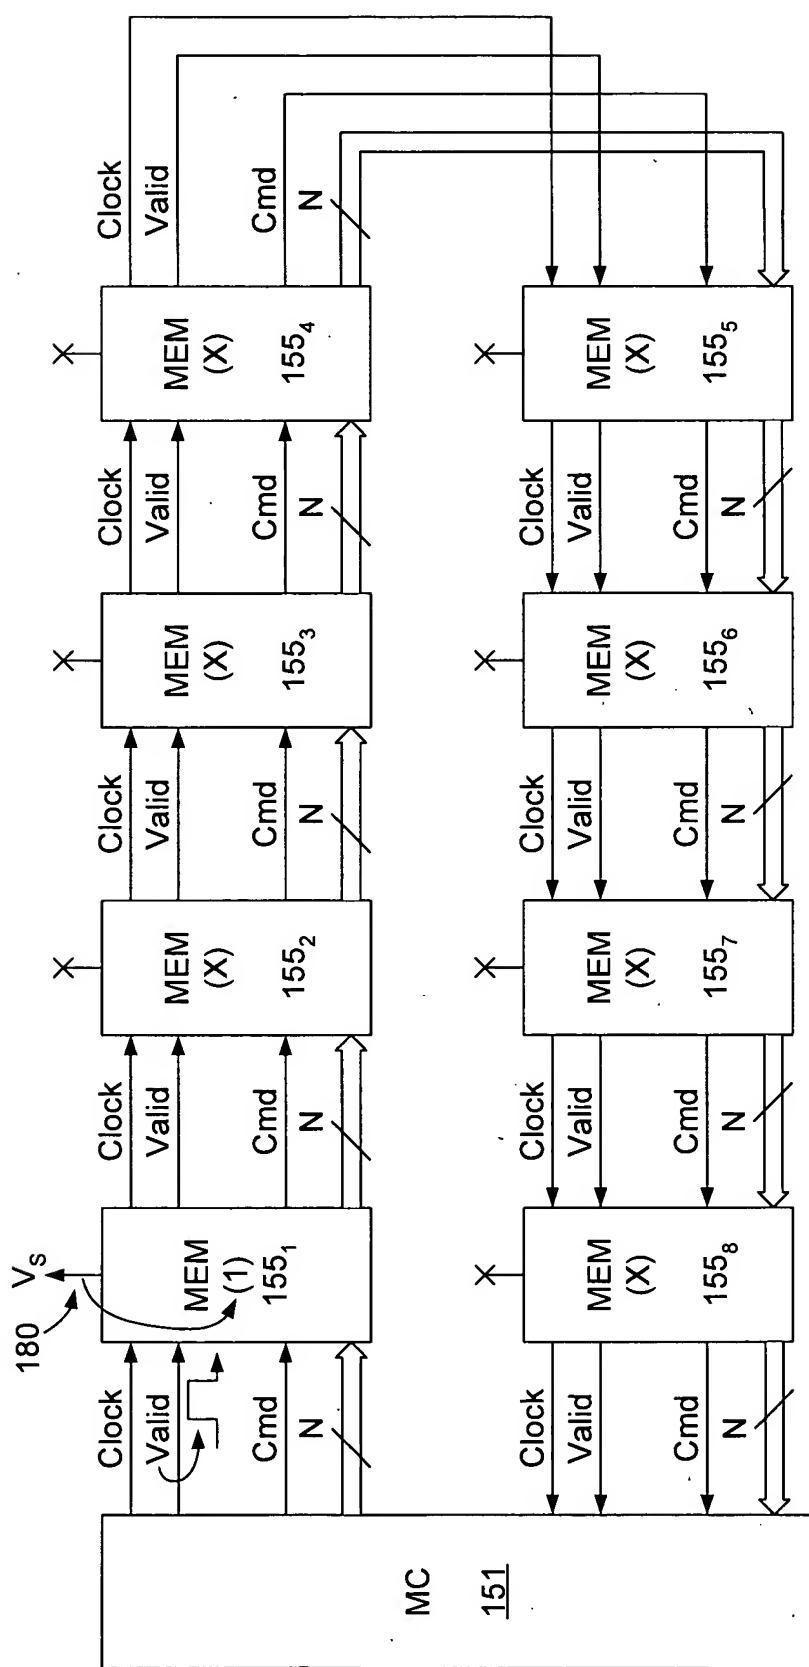 Clock
Valid
Cmd
N
Clock
Valid
Cmd
N
Clock
Valid
Cmd
N
Clock
Valid
Cmd
N
Clock
Valid
Cmd
N
180
V_S
MEM
(1)
155_1
MEM
(X)
155_2
MEM
(X)
155_3
MEM
(X)
155_4
MC
151
Clock
Valid
Cmd
N
Clock
Valid
Cmd
N
Clock
Valid
Cmd
N
Clock
Valid
Cmd
N
MEM
(X)
155_8
MEM
(X)
155_7
MEM
(X)
155_6
MEM
(X)
155_5